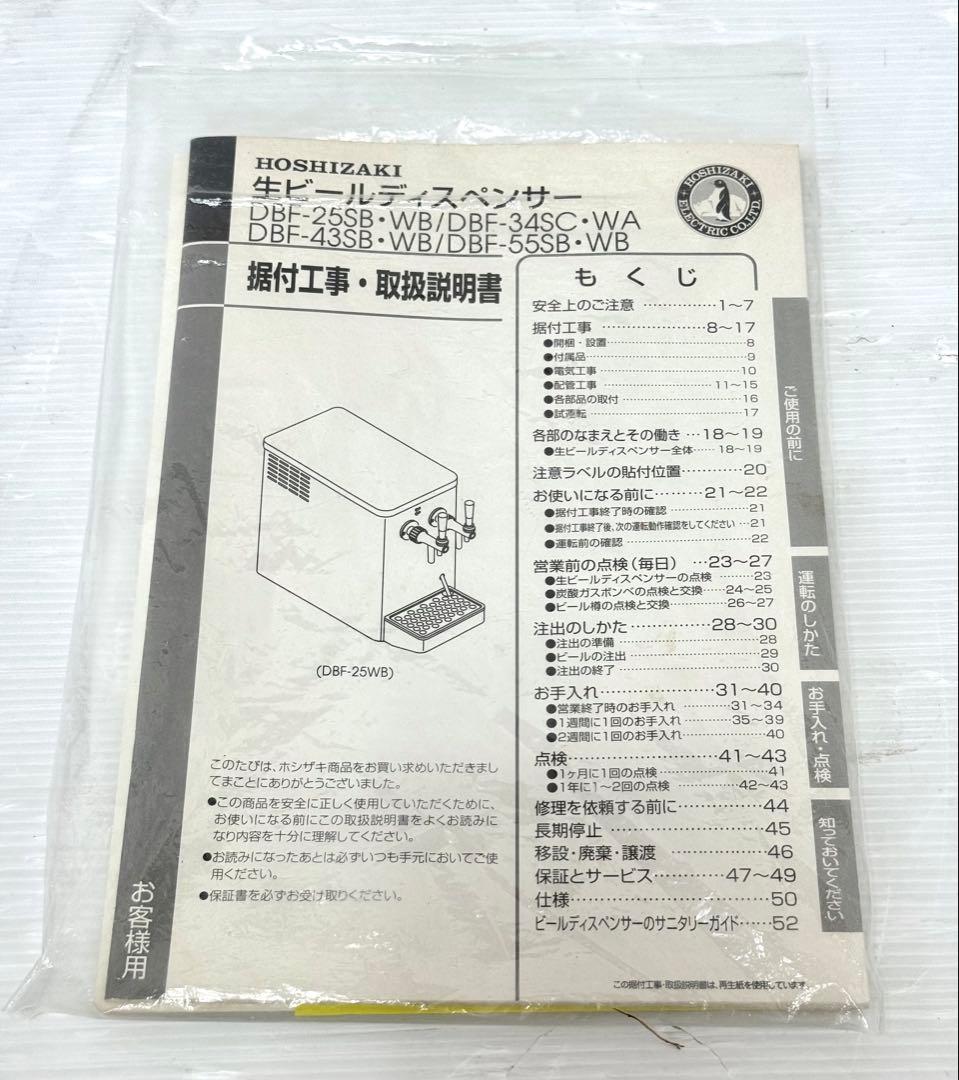 HOSHIZAKI
生ビールディスペンサー
DBF-25SB・WB/DBF-34SC・WA
DBF-43SB・WB/DBF-55SB・WB
HOSHIZAKI
ELECTRIC CO.,LTD.
据付工事・取扱説明書
(DBF-25WB)
このたびは、ホシザキ商品をお買い求めいただきまし
てまことにありがとうございました。
●この商品を安全に正しく使用していただくために、
お使いになる前にこの取扱説明書をよくお読みに
なり内容を十分に理解してください。
●お読みになったあとは必ずいつも手元においてご使
用ください。
●保証書を必ずお受け取りください。
お客様用
もくじ
安全上のご注意 ……………1～7
据付工事 …………………8～17
●開梱・設置……………………………8
●付属品…………………………………9
●電気工事 ……………………………10
●配管工事 ………………………11～15
●各部品の取付 ………………………16
●試運転 ………………………………17
各部のなまえとその働き …18～19
●生ビールディスペンサー全体……18～19
注意ラベルの貼付位置…………20
お使いになる前に………21～22
●据付工事終了時の確認 ……………21
●据付工事終了後、次の運転動作確認をしてください …21
●運転前の確認 ………………………22
営業前の点検（毎日） …23～27
●生ビールディスペンサーの点検 ………23
●炭酸ガスボンベの点検と交換……24～25
●ビール樽の点検と交換…………26～27
注出のしかた……………28～30
●注出の準備 …………………………28
●ビールの注出 ………………………29
●注出の終了 …………………………30
お手入れ…………………31～40
●営業終了時のお手入れ …………31～34
●1週間に1回のお手入れ …………35～39
●2週間に1回のお手入れ……………40
点検………………………41～43
●1ヶ月に1回の点検…………………41
●1年に1～2回の点検 ……………42～43
修理を依頼する前に……………44
長期停止 …………………………45
移設・廃棄・譲渡 ………………46
保証とサービス…………47～49
仕様………………………………50
ビールディスペンサーのサニタリーガイド……52
ご使用の前に
運転のしかた
お手入れ・点検
知っておいてください
この据付工事・取扱説明書は、再生紙を使用しています。